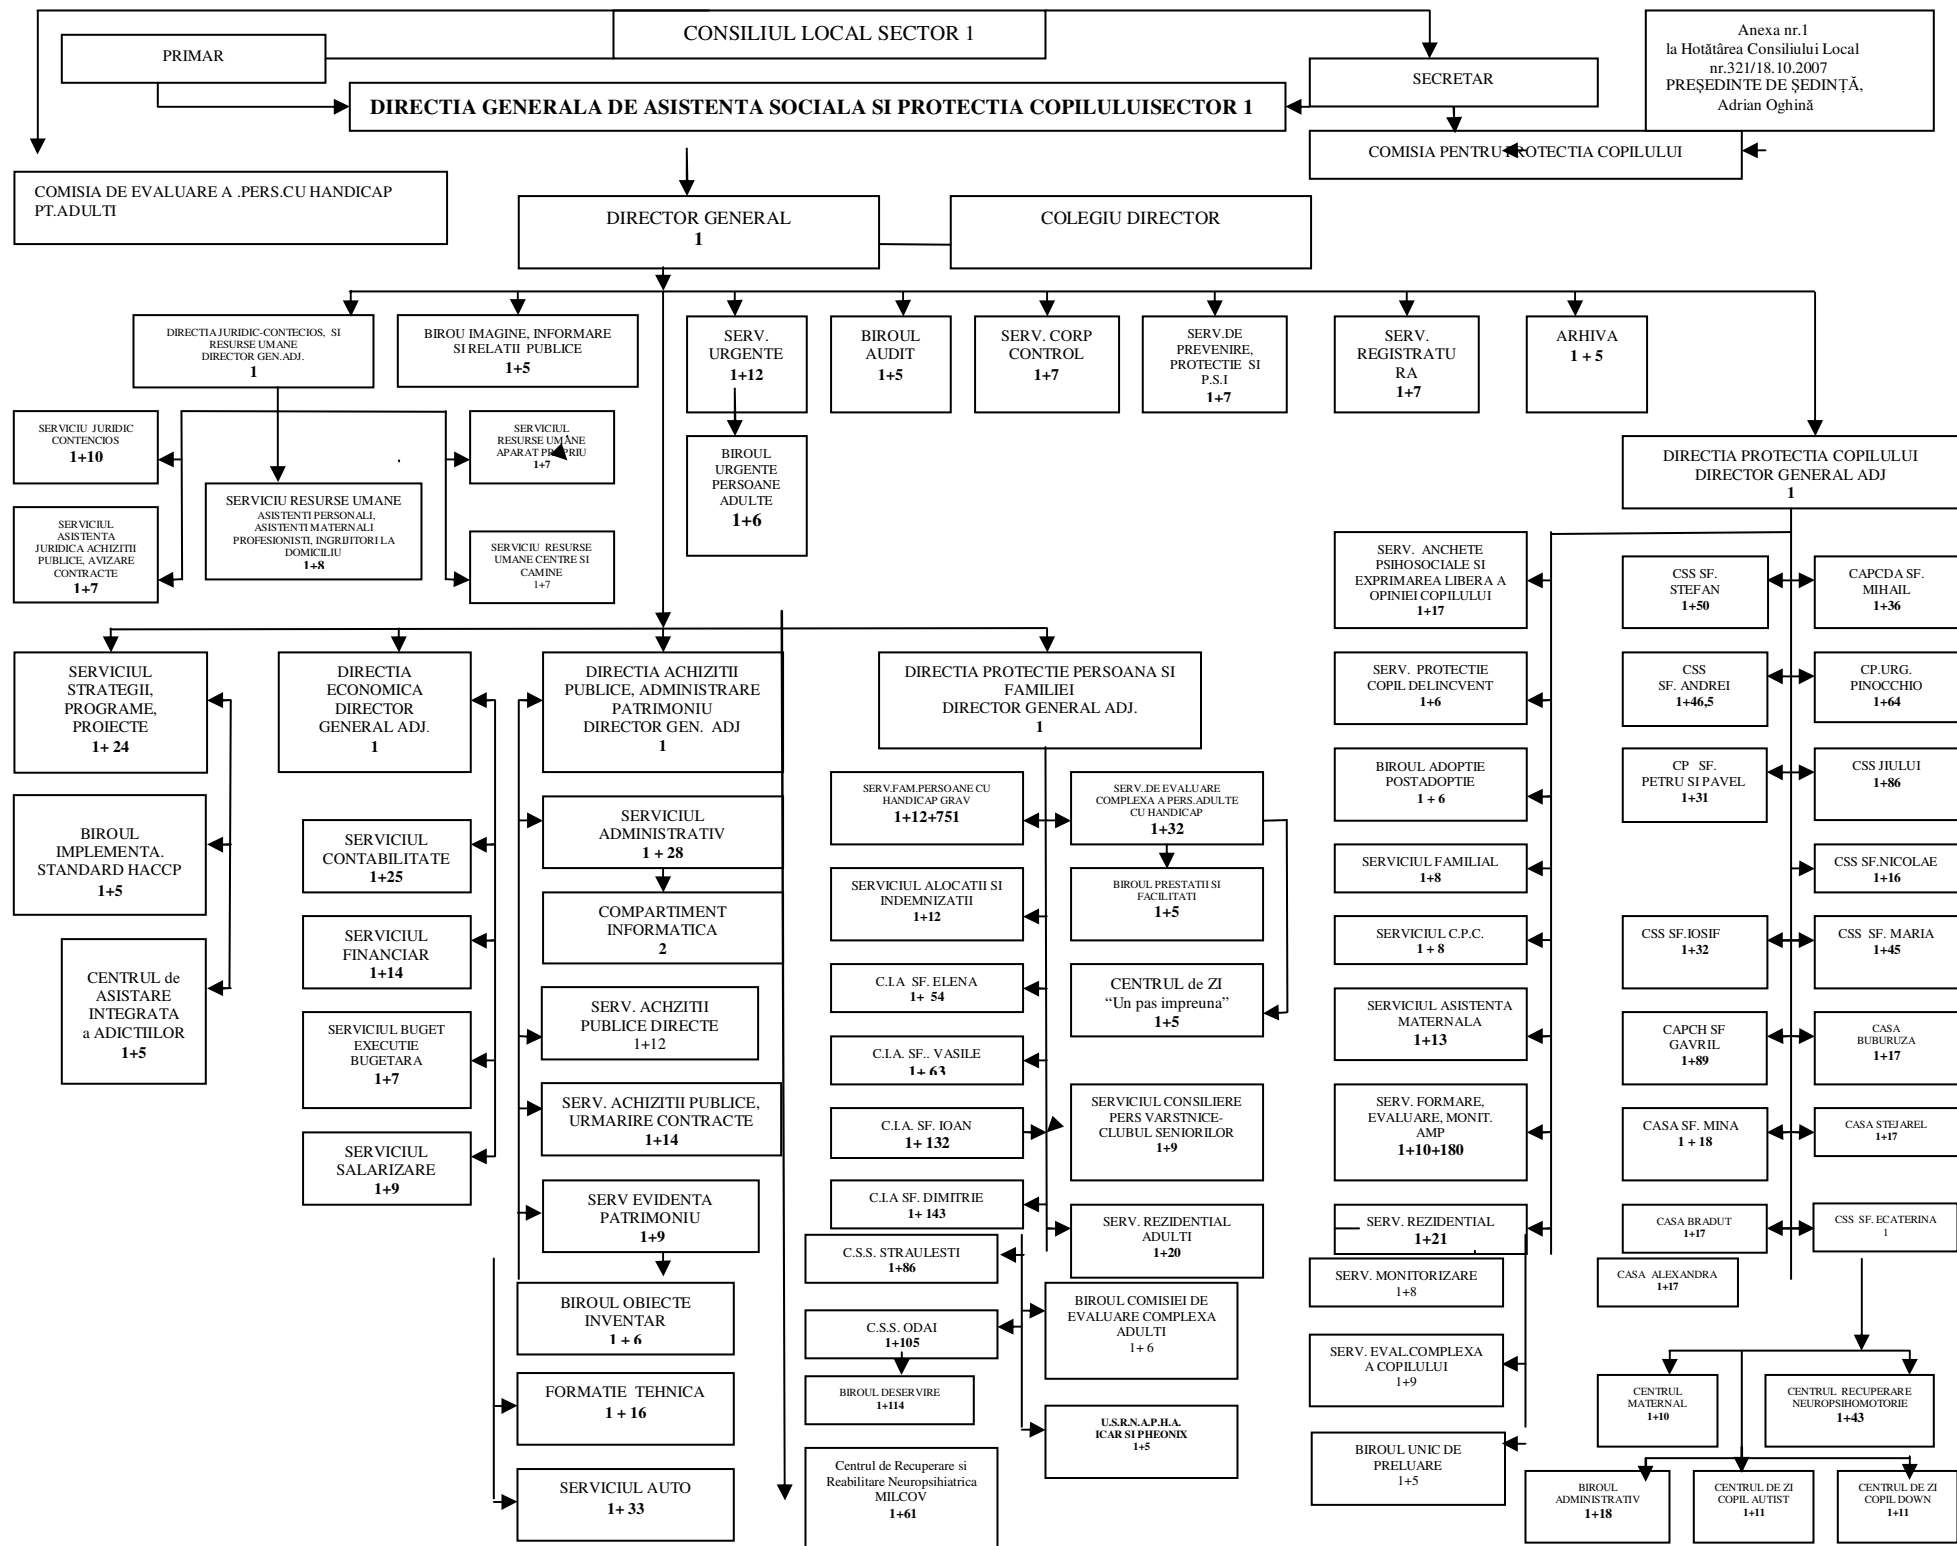 CONSILIUL LOCAL SECTOR 1
PRIMAR
SECRETAR
Anexa nr.1
la Hotătârea Consiliului Local
nr.321/18.10.2007
PREŞEDINTE DE ŞEDINŢĂ,
Adrian Oghină
DIRECTIA GENERALA DE ASISTENTA SOCIALA SI PROTECTIA COPILULUISECTOR 1
COMISIA PENTRU PROTECTIA COPILULUI
COMISIA DE EVALUARE A .PERS.CU HANDICAP
PT.ADULTI
DIRECTOR GENERAL
1
COLEGIU DIRECTOR
DIRECTIA JURIDIC-CONTECIOS, SI
RESURSE UMANE
DIRECTOR GEN.ADJ.
1
BIROU IMAGINE, INFORMARE
SI RELATII PUBLICE
1+5
SERV.
URGENTE
1+12
BIROUL
AUDIT
1+5
SERV. CORP
CONTROL
1+7
SERV.DE
PREVENIRE,
PROTECTIE SI
P.S.I
1+7
SERV.
REGISTRATU
RA
1+7
ARHIVA
1 + 5
SERVICIU JURIDIC
CONTENCIOS
1+10
SERVICIUL
RESURSE UMANE
APARAT PROPRIU
1+7
BIROUL
URGENTE
PERSOANE
ADULTE
1+6
DIRECTIA PROTECTIA COPILULUI
DIRECTOR GENERAL ADJ
1
SERVICIUL
ASISTENTA
JURIDICA ACHIZITII
PUBLICE, AVIZARE
CONTRACTE
1+7
SERVICIU RESURSE UMANE
ASISTENTI PERSONALI,
ASISTENTI MATERNALI
PROFESIONISTI, INGRIJITORI LA
DOMICILIU
1+8
SERVICIU RESURSE
UMANE CENTRE SI
CAMINE
1+7
SERV. ANCHETE
PSIHOSOCIALE SI
EXPRIMAREA LIBERA A
OPINIEI COPILULUI
1+17
CSS SF.
STEFAN
1+50
CAPCDA SF.
MIHAIL
1+36
SERVICIUL
STRATEGII,
PROGRAME,
PROIECTE
1+ 24
DIRECTIA
ECONOMICA
DIRECTOR
GENERAL ADJ.
1
DIRECTIA ACHIZITII
PUBLICE, ADMINISTRARE
PATRIMONIU
DIRECTOR GEN. ADJ
1
DIRECTIA PROTECTIE PERSOANA SI
FAMILIEI
DIRECTOR GENERAL ADJ.
1
SERV. PROTECTIE
COPIL DELINCVENT
1+6
CSS
SF. ANDREI
1+46,5
CP.URG.
PINOCCHIO
1+64
BIROUL ADOPTIE
POSTADOPTIE
1 + 6
CP SF.
PETRU SI PAVEL
1+31
CSS JIULUI
1+86
BIROUL
IMPLEMENTA.
STANDARD HACCP
1+5
SERVICIUL
CONTABILITATE
1+25
SERVICIUL
ADMINISTRATIV
1 + 28
SERV.FAM.PERSOANE CU
HANDICAP GRAV
1+12+751
SERV..DE EVALUARE
COMPLEXA A PERS.ADULTE
CU HANDICAP
1+32
SERVICIUL FAMILIAL
1+8
CSS SF.NICOLAE
1+16
SERVICIUL ALOCATII SI
INDEMNIZATII
1+12
BIROUL PRESTATII SI
FACILITATI
1+5
COMPARTIMENT
INFORMATICA
2
SERVICIUL
FINANCIAR
1+14
SERVICIUL C.P.C.
1 + 8
CSS SF.IOSIF
1+32
CSS SF. MARIA
1+45
CENTRUL de
ASISTARE
INTEGRATA
a ADICTIILOR
1+5
C.I.A SF. ELENA
1+ 54
CENTRUL de ZI
“Un pas impreuna”
1+5
SERV. ACHZITII
PUBLICE DIRECTE
1+12
SERVICIUL ASISTENTA
MATERNALA
1+13
CAPCH SF
GAVRIL
1+89
CASA
BUBURUZA
1+17
SERVICIUL BUGET
EXECUTIE
BUGETARA
1+7
C.I.A. SF.. VASILE
1+ 63
SERV. ACHIZITII PUBLICE,
URMARIRE CONTRACTE
1+14
SERVICIUL CONSILIERE
PERS VARSTNICE-
CLUBUL SENIORILOR
1+9
SERV. FORMARE,
EVALUARE, MONIT.
AMP
1+10+180
CASA SF. MINA
1 + 18
CASA STEJAREL
1+17
C.I.A. SF. IOAN
1+ 132
SERVICIUL
SALARIZARE
1+9
SERV EVIDENTA
PATRIMONIU
1+9
C.I.A SF. DIMITRIE
1+ 143
SERV. REZIDENTIAL
ADULTI
1+20
SERV. REZIDENTIAL
1+21
CASA BRADUT
1+17
CSS SF. ECATERINA
1
C.S.S. STRAULESTI
1+86
SERV. MONITORIZARE
1+8
CASA ALEXANDRA
1+17
BIROUL OBIECTE
INVENTAR
1 + 6
C.S.S. ODAI
1+105
BIROUL COMISIEI DE
EVALUARE COMPLEXA
ADULTI
1+ 6
SERV. EVAL.COMPLEXA
A COPILULUI
1+9
FORMATIE TEHNICA
1 + 16
BIROUL DESERVIRE
1+114
U.S.R.N.A.P.H.A.
ICAR SI PHEONIX
1+5
CENTRUL
MATERNAL
1+10
CENTRUL RECUPERARE
NEUROPSIHOMOTORIE
1+43
SERVICIUL AUTO
1+ 33
Centrul de Recuperare si
Reabilitare Neuropsihiatrica
MILCOV
1+61
BIROUL UNIC DE
PRELUARE
1+5
BIROUL
ADMINISTRATIV
1+18
CENTRUL DE ZI
COPIL AUTIST
1+11
CENTRUL DE ZI
COPIL DOWN
1+11